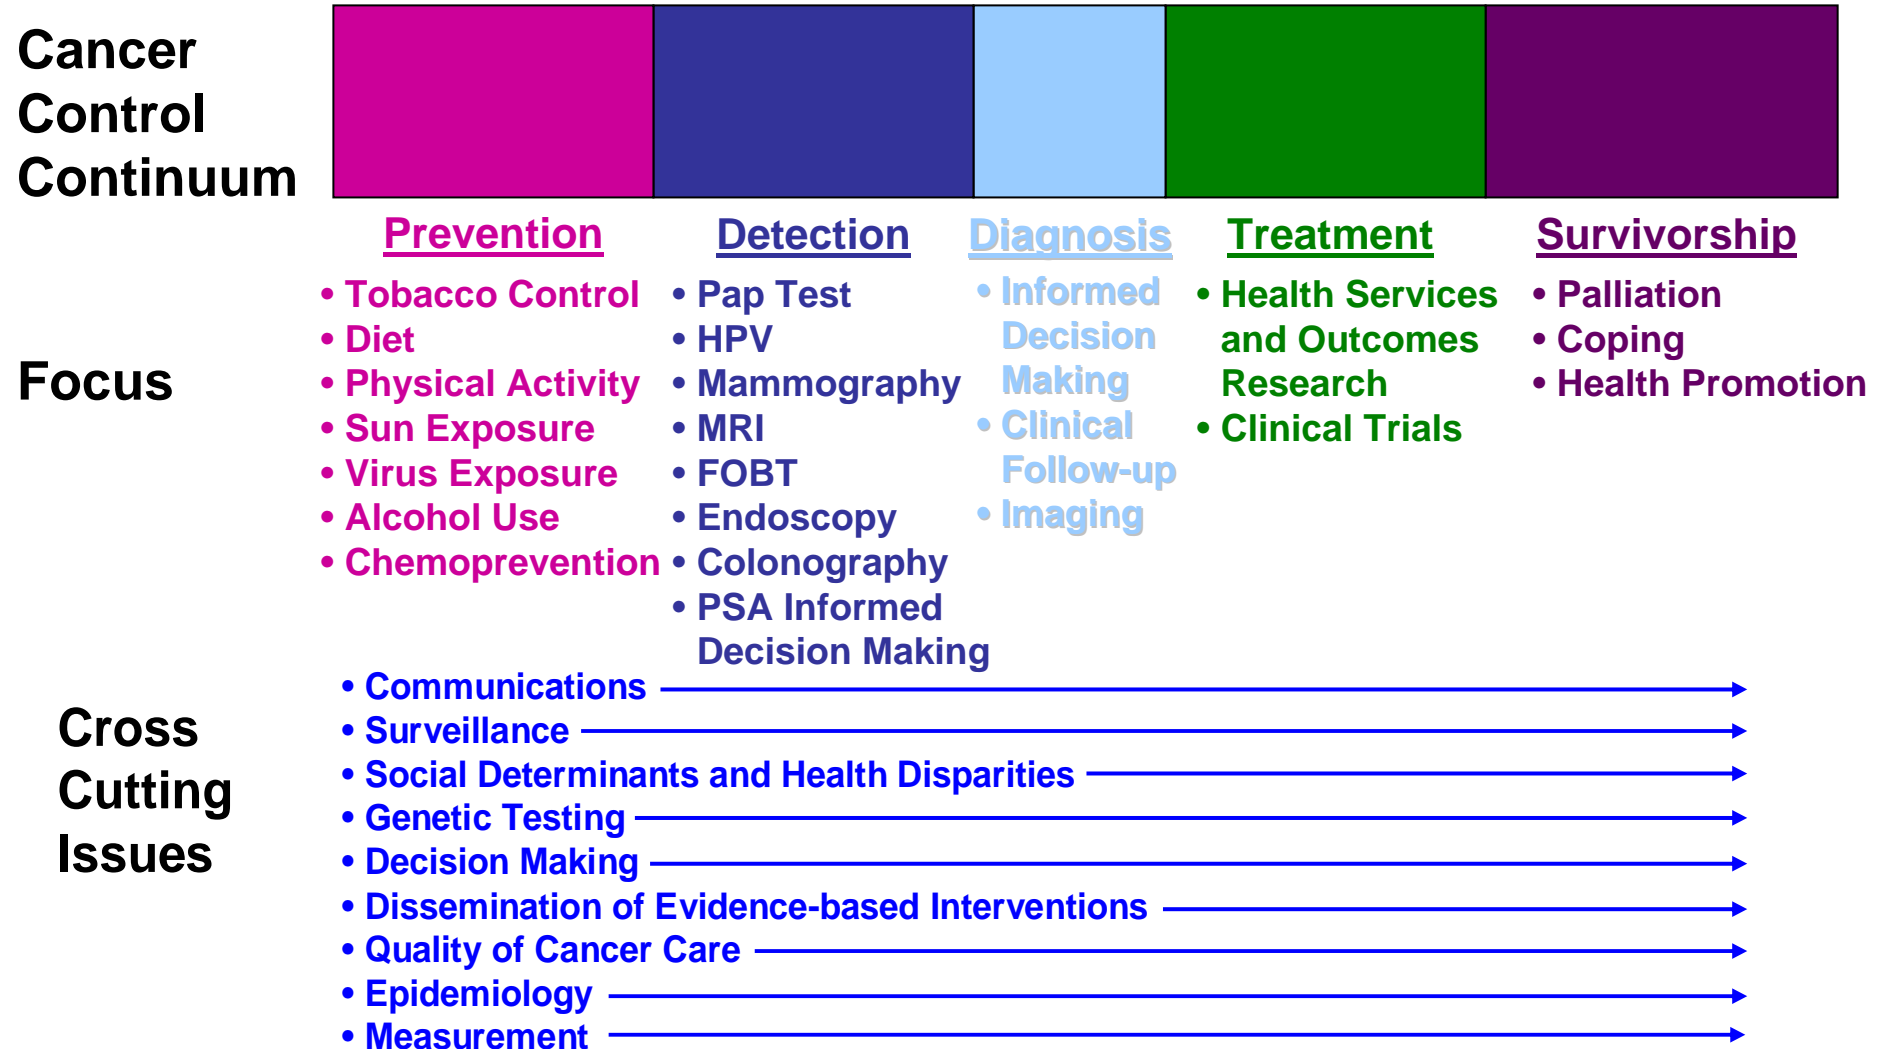 Cancer
Control
Continuum
Prevention
Detection
Diagnosis
Treatment
Survivorship
Focus
• Tobacco Control
• Diet
• Physical Activity
• Sun Exposure
• Virus Exposure
• Alcohol Use
• Chemoprevention
• Pap Test
• HPV
• Mammography
• MRI
• FOBT
• Endoscopy
• Colonography
• PSA Informed
Decision Making
• Informed
Decision
Making
• Clinical
Follow-up
• Imaging
• Health Services
and Outcomes
Research
• Clinical Trials
• Palliation
• Coping
• Health Promotion
Cross
Cutting
Issues
• Communications
• Surveillance
• Social Determinants and Health Disparities
• Genetic Testing
• Decision Making
• Dissemination of Evidence-based Interventions
• Quality of Cancer Care
• Epidemiology
• Measurement